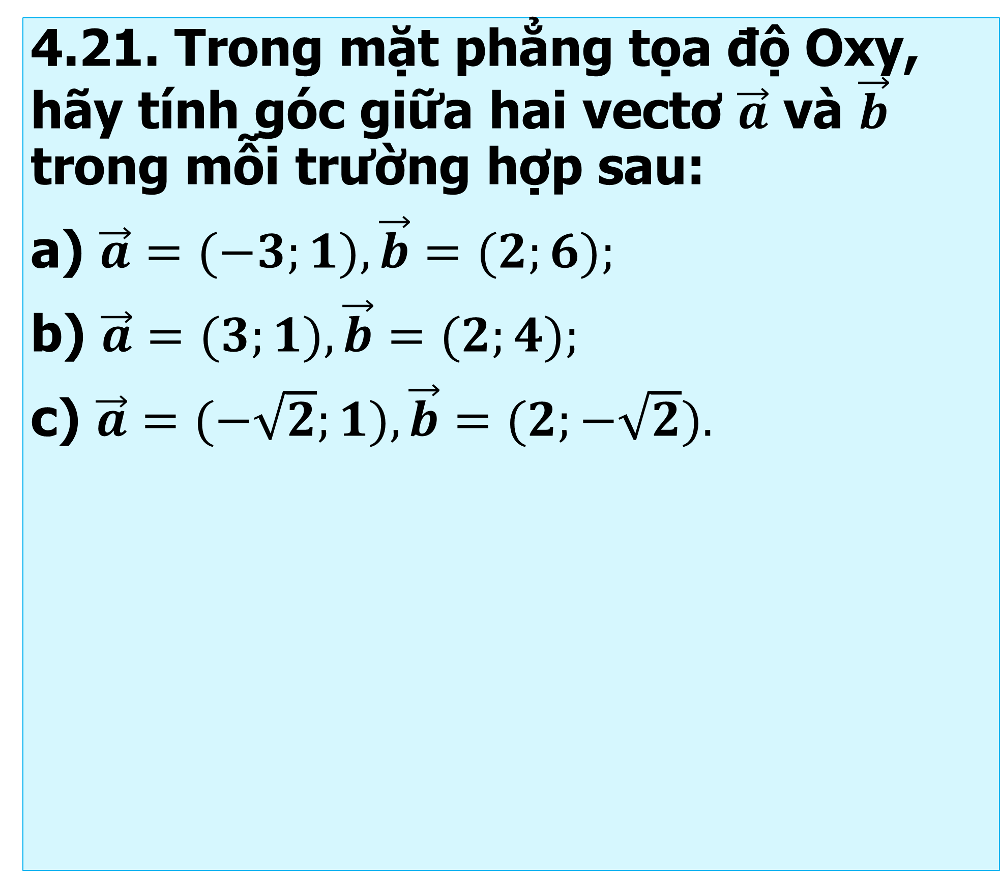 4.21. Trong mặt phẳng tọa độ Oxy,
hãy tính góc giữa hai vectơ $\vec{a}$ và $\vec{b}$
trong mỗi trường hợp sau:
a) $\vec{a} = (-3; 1), \vec{b} = (2; 6);$
b) $\vec{a} = (3; 1), \vec{b} = (2; 4);$
c) $\vec{a} = (-\sqrt{2}; 1), \vec{b} = (2; -\sqrt{2}).$